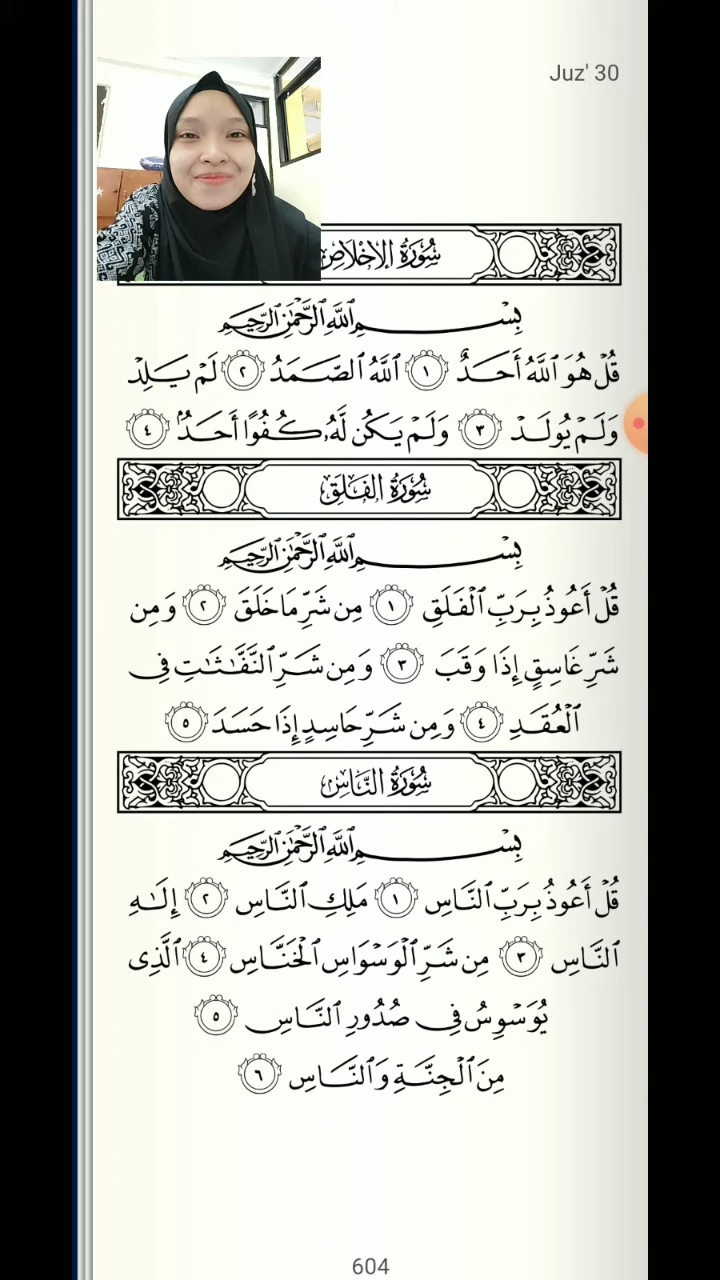 Juz' 30
سُورَةُ الإِخْلَاصِ
بِسْمِ ٱللَّهِ ٱلرَّحْمَٰنِ ٱلرَّحِيمِ
قُلْ هُوَ ٱللَّهُ أَحَدٌ ١ ٱللَّهُ ٱلصَّمَدُ ٢ لَمْ يَلِدْ
وَلَمْ يُولَدْ ٣ وَلَمْ يَكُن لَّهُۥ كُفُوًا أَحَدٌۢ ٤
سُورَةُ الفَلَقِ
بِسْمِ ٱللَّهِ ٱلرَّحْمَٰنِ ٱلرَّحِيمِ
قُلْ أَعُوذُ بِرَبِّ ٱلْفَلَقِ ١ مِن شَرِّ مَا خَلَقَ ٢ وَمِن
شَرِّ غَاسِقٍ إِذَا وَقَبَ ٣ وَمِن شَرِّ ٱلنَّفَّٰثَٰتِ فِى
ٱلْعُقَدِ ٤ وَمِن شَرِّ حَاسِدٍ إِذَا حَسَدَ ٥
سُورَةُ النَّاسِ
بِسْمِ ٱللَّهِ ٱلرَّحْمَٰنِ ٱلرَّحِيمِ
قُلْ أَعُوذُ بِرَبِّ ٱلنَّاسِ ١ مَلِكِ ٱلنَّاسِ ٢ إِلَٰهِ
ٱلنَّاسِ ٣ مِن شَرِّ ٱلْوَسْوَاسِ ٱلْخَنَّاسِ ٤ ٱلَّذِى
يُوَسْوِسُ فِى صُدُورِ ٱلنَّاسِ ٥
مِنَ ٱلْجِنَّةِ وَٱلنَّاسِ ٦
604